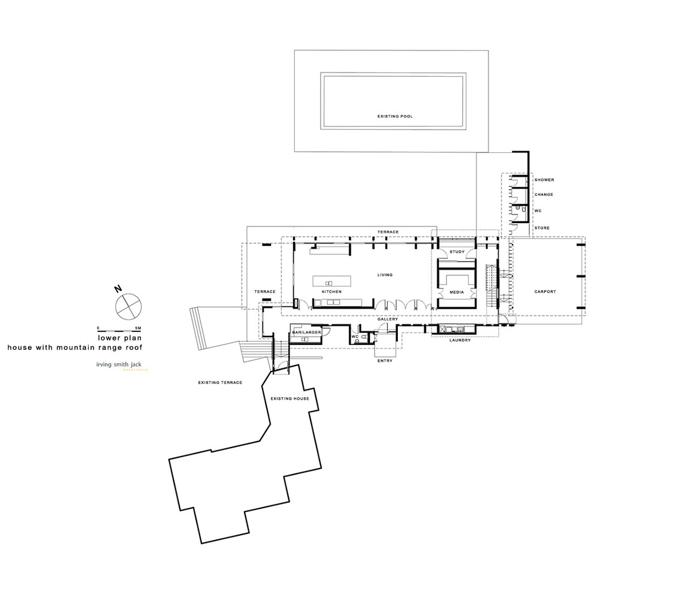 EXISTING POOL
SHOWER
CHANGE
WC
STORE
TERRACE
STUDY
LIVING
TERRACE
KITCHEN
MEDIA
CARPORT
N
0 5M
lower plan
house with mountain range roof
irving smith jack
GALLERY
BAR/LARDER
WC
LAUNDRY
ENTRY
EXISTING TERRACE
EXISTING HOUSE